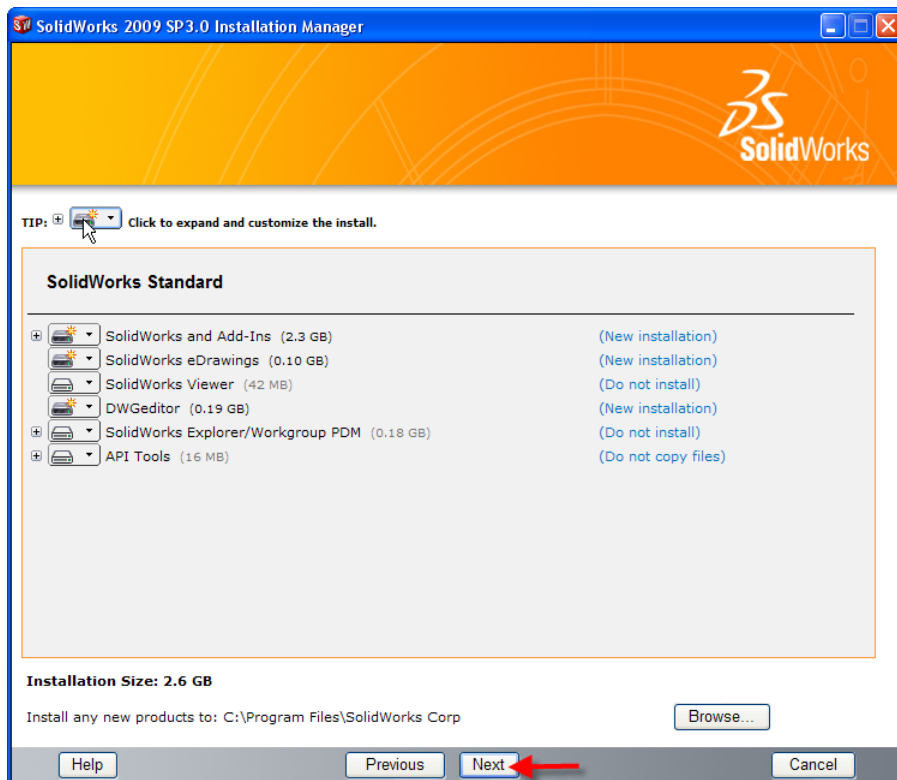 SolidWorks 2009 SP3.0 Installation Manager
SolidWorks
TIP: Click to expand and customize the install.
SolidWorks Standard
SolidWorks and Add-Ins (2.3 GB) (New installation)
SolidWorks eDrawings (0.10 GB) (New installation)
SolidWorks Viewer (42 MB) (Do not install)
DWGeditor (0.19 GB) (New installation)
SolidWorks Explorer/Workgroup PDM (0.18 GB) (Do not install)
API Tools (16 MB) (Do not copy files)
Installation Size: 2.6 GB
Install any new products to: C:\Program Files\SolidWorks Corp Browse...
Help Previous Next Cancel